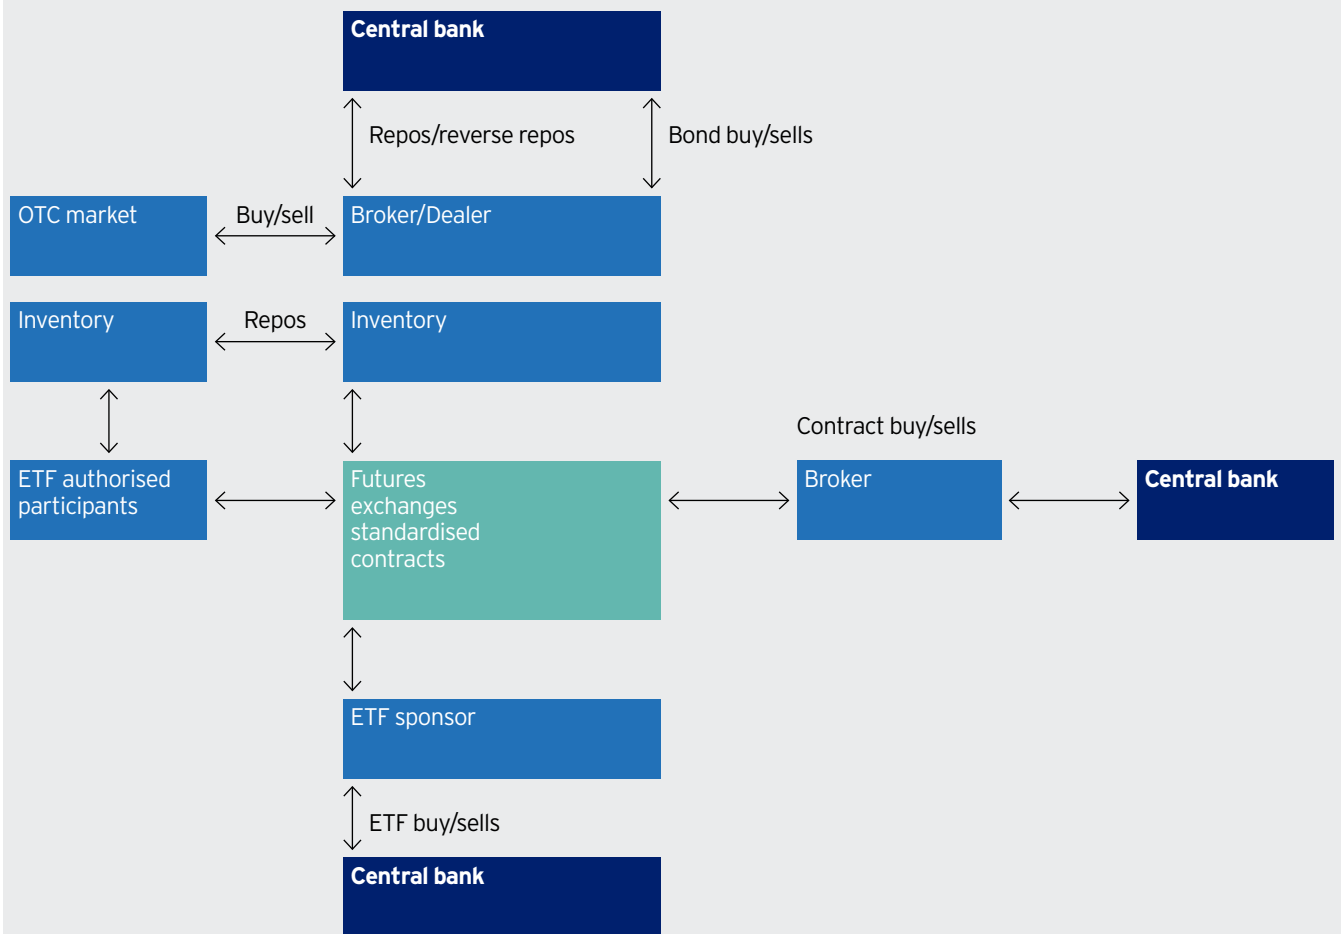 Central bank
Repos/reverse repos
Bond buy/sells
OTC market
Buy/sell
Broker/Dealer
Inventory
Repos
Inventory
Contract buy/sells
ETF authorised
participants
Futures
exchanges
standardised
contracts
Broker
Central bank
ETF sponsor
ETF buy/sells
Central bank